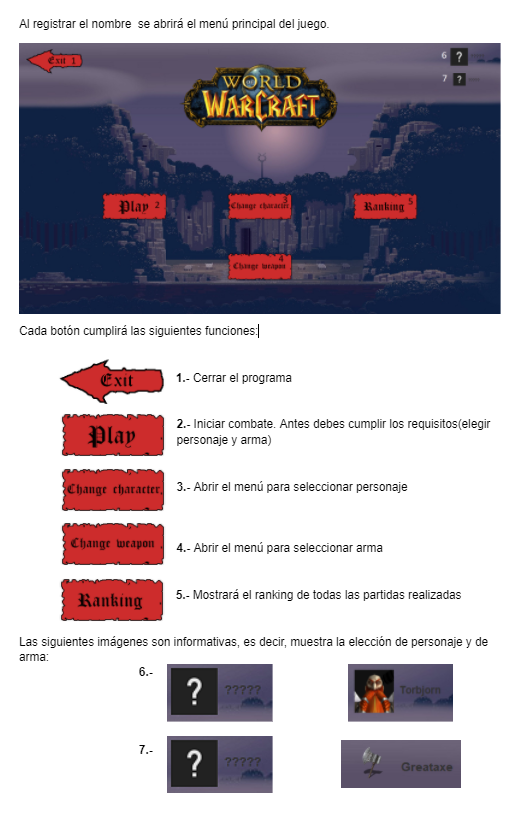 Al registrar el nombre se abrirá el menú principal del juego.
Exit 1
6 ?
7 ?
WORLD
WARCRAFT
Play 2
Change character 3
Ranking 5
Change weapon 4
Cada botón cumplirá las siguientes funciones:
Exit
1.- Cerrar el programa
Play
2.- Iniciar combate. Antes debes cumplir los requisitos(elegir
personaje y arma)
Change character
3.- Abrir el menú para seleccionar personaje
Change weapon
4.- Abrir el menú para seleccionar arma
Ranking
5.- Mostrará el ranking de todas las partidas realizadas
Las siguientes imágenes son informativas, es decir, muestra la elección de personaje y de
arma:
6.- ? ????? Torbjurn
7.- ? ????? Greataxe